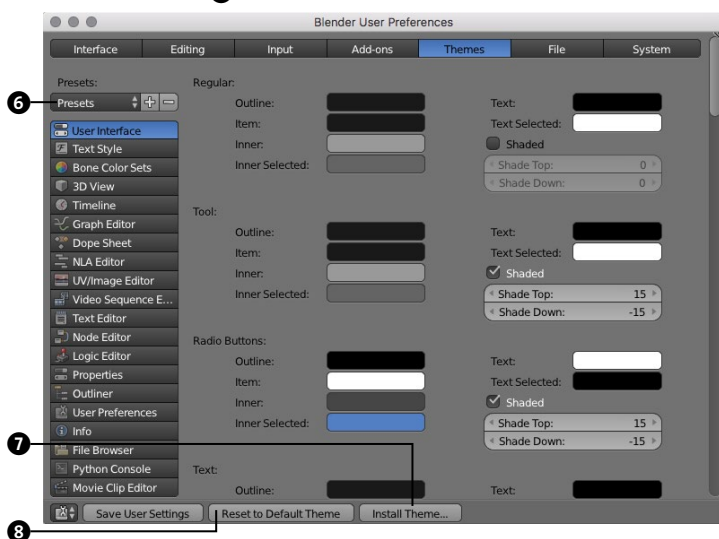 Blender User Preferences
Interface Editing Input Add-ons Themes File System
Presets:
Presets
User Interface
Text Style
Bone Color Sets
3D View
Timeline
Graph Editor
Dope Sheet
NLA Editor
UV/Image Editor
Video Sequence E...
Text Editor
Node Editor
Logic Editor
Properties
Outliner
User Preferences
Info
File Browser
Python Console
Movie Clip Editor
Regular:
Outline:
Item:
Inner:
Inner Selected:
Text:
Text Selected:
Shaded
Shade Top: 0
Shade Down: 0
Tool:
Outline:
Item:
Inner:
Inner Selected:
Text:
Text Selected:
Shaded
Shade Top: 15
Shade Down: -15
Radio Buttons:
Outline:
Item:
Inner:
Inner Selected:
Text:
Text Selected:
Shaded
Shade Top: 15
Shade Down: -15
Text:
Outline:
Text:
Save User Settings Reset to Default Theme Install Theme...
6
7
8